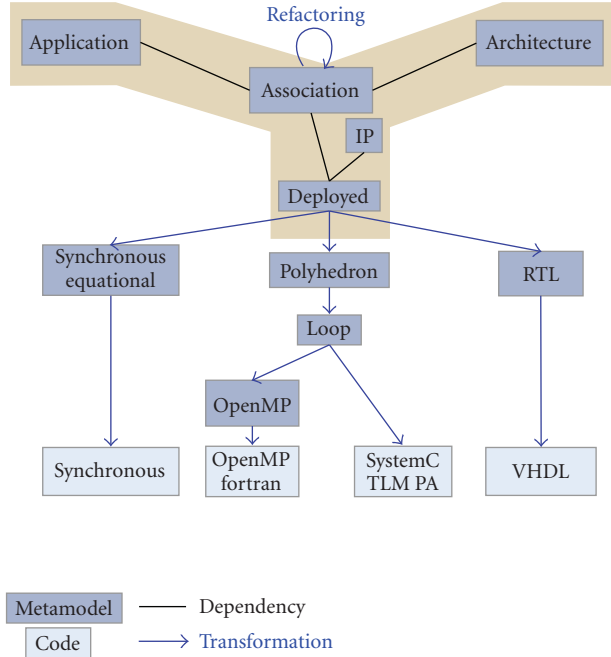 Refactoring
Application
Architecture
Association
IP
Deployed
Synchronous
equational
Polyhedron
RTL
Loop
OpenMP
Synchronous
OpenMP
fortran
SystemC
TLM PA
VHDL
Metamodel
Dependency
Code
Transformation